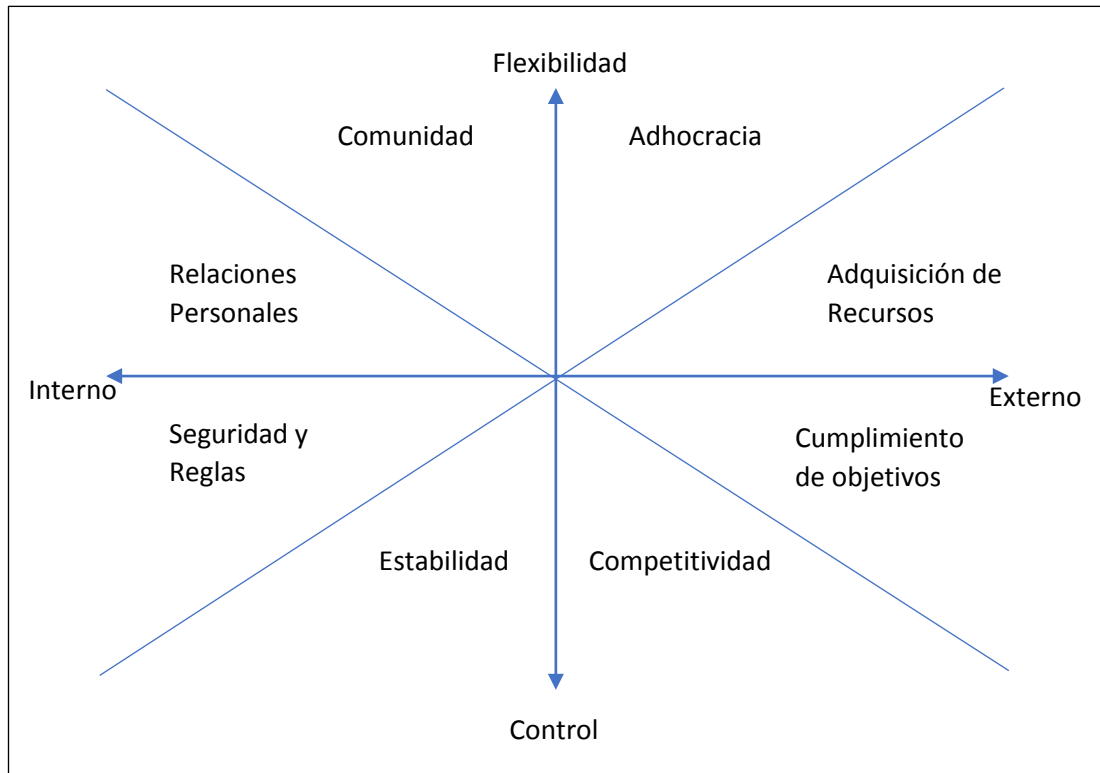 Flexibilidad
Comunidad
Adhocracia
Relaciones
Personales
Adquisición de
Recursos
Interno
Externo
Seguridad y
Reglas
Cumplimiento
de objetivos
Estabilidad
Competitividad
Control